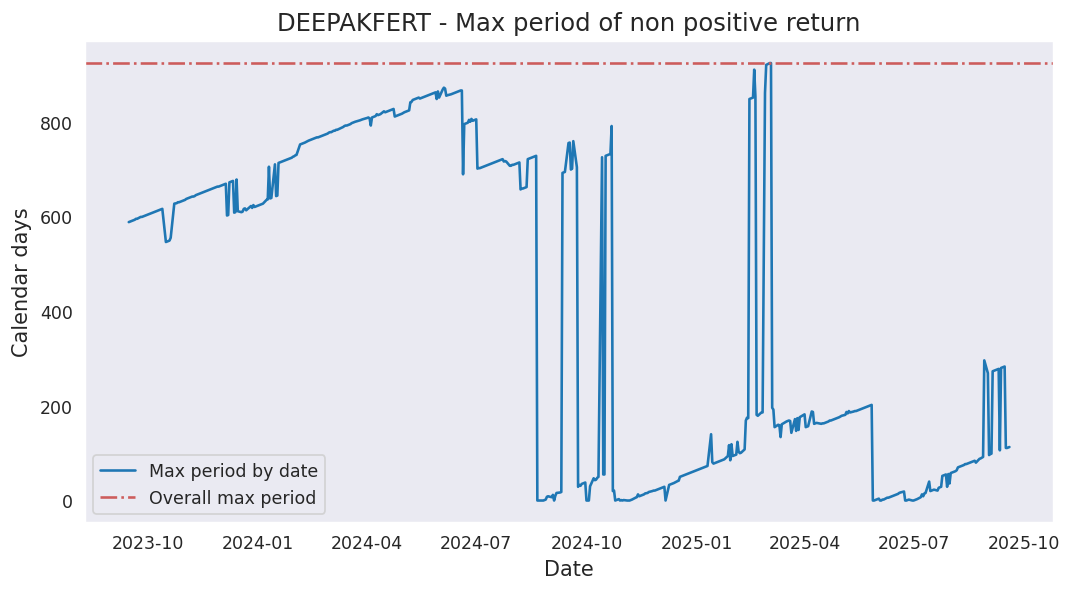 DEEPAKFERT - Max period of non positive return
Calendar days
800
600
400
200
0
Max period by date
Overall max period
2023-10 2024-01 2024-04 2024-07 2024-10 2025-01 2025-04 2025-07 2025-10
Date